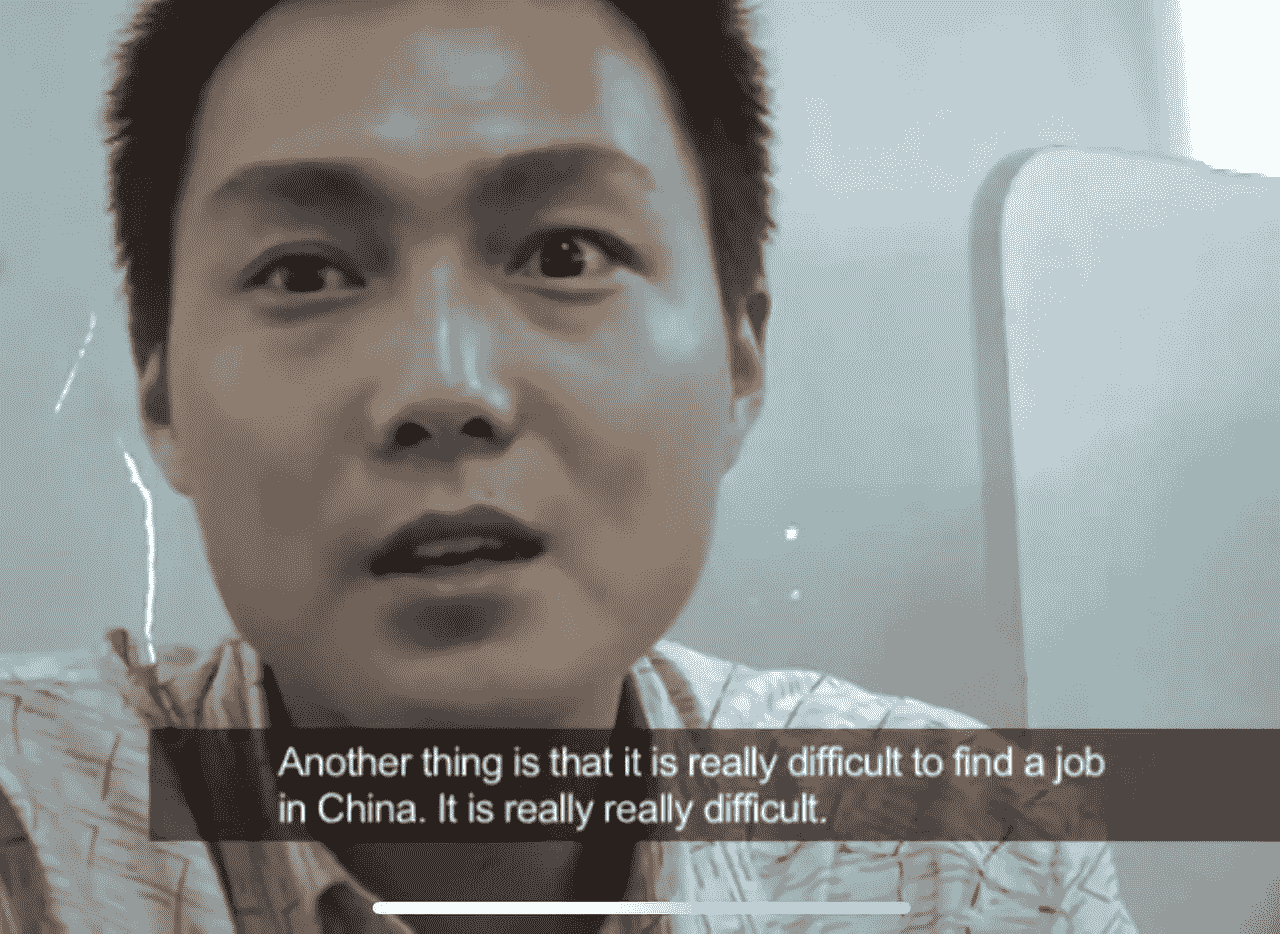 Another thing is that it is really difficult to find a job
in China. It is really really difficult.